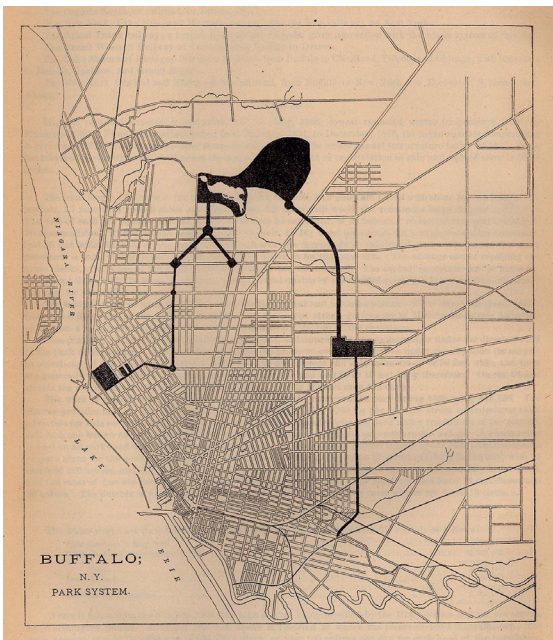 NIAGARA RIVER
LAKE
ERIE
BUFFALO;
N. Y.
PARK SYSTEM.